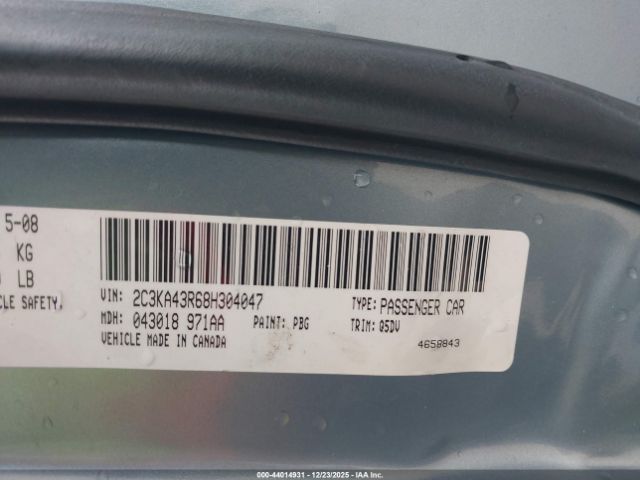 5-08
KG
LB
CLE SAFETY.
VIN: 2C3KA43R68H304047
TYPE: PASSENGER CAR
MDH: 043018 971AA
PAINT: PBG
TRIM: Q5DV
VEHICLE MADE IN CANADA
4658843
00-44014931 - 12/23/2025 - IAA Inc.